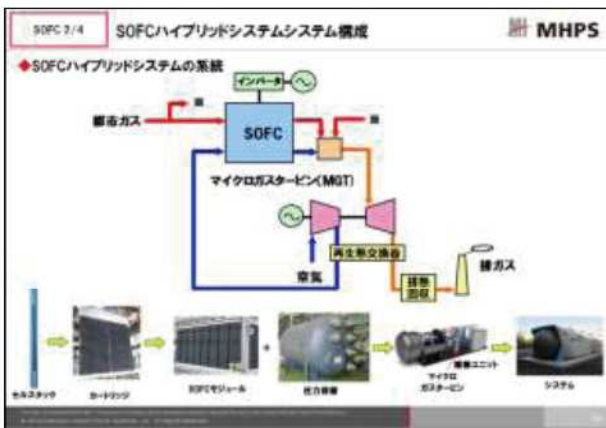 SOFC 2/4
SOFCハイブリッドシステムシステム構成
MHPS
◆SOFCハイブリッドシステムの系統
インバータ
都市ガス
SOFC
マイクロガスタービン(MGT)
再生熱交換器
空気
排熱
回収
排ガス
セルスタック
カートリッジ
SOFCモジュール
+
圧力容器
マイクロ
ガスタービン
ユニット
システム